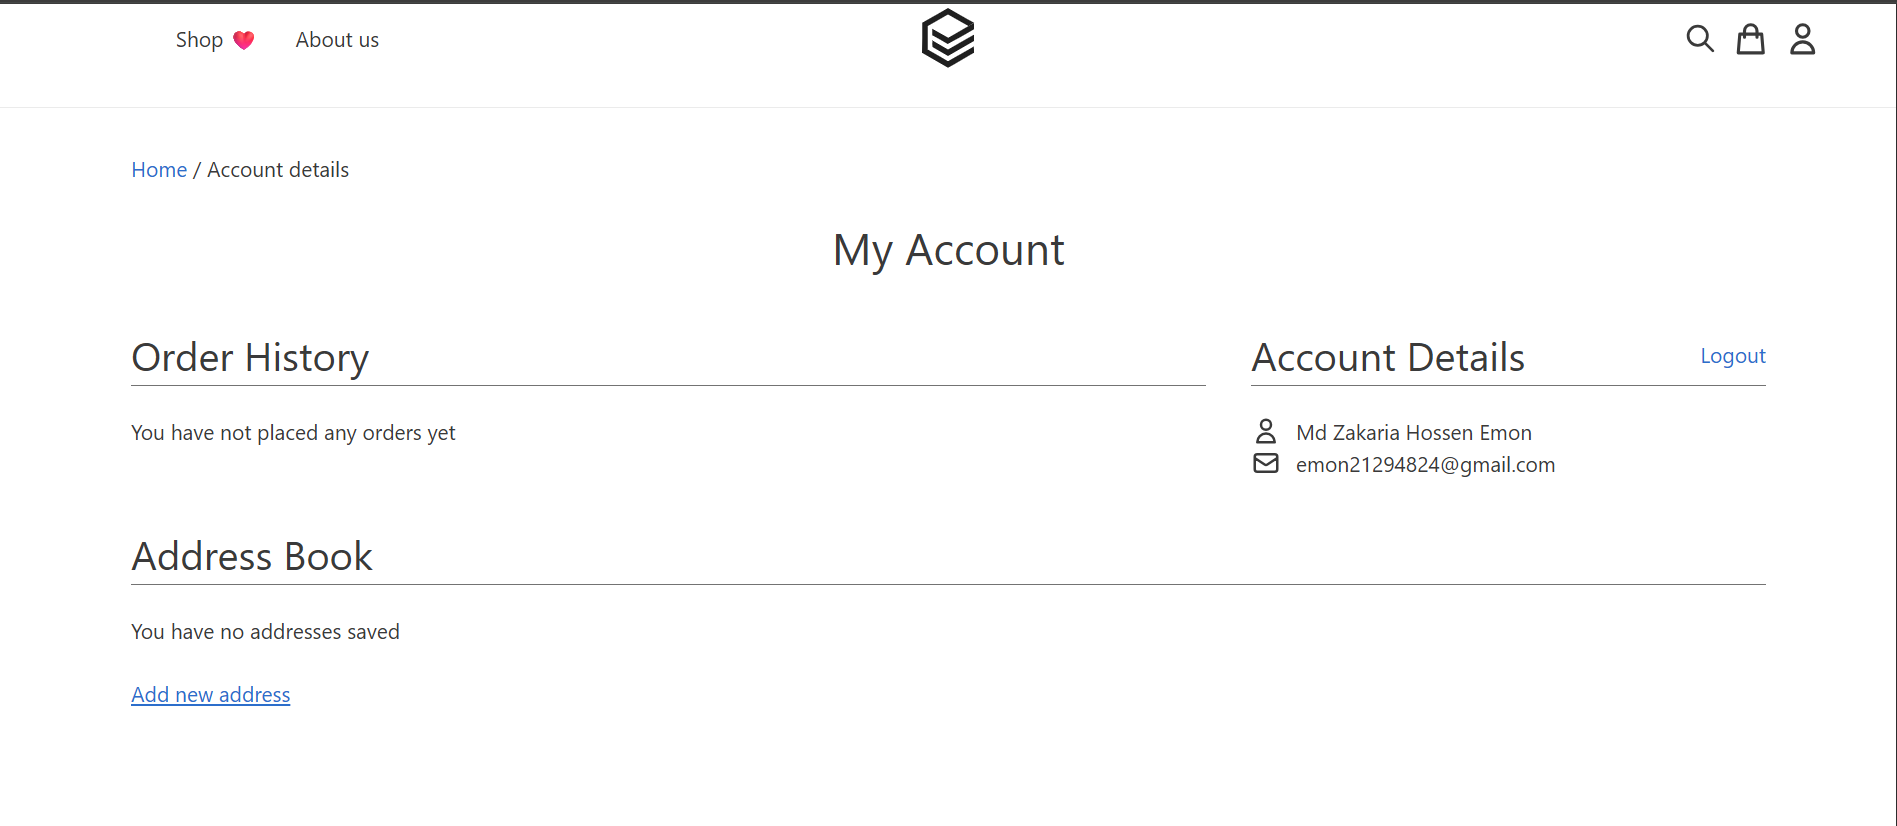 Shop ❤️ About us
Home / Account details
My Account
Order History
You have not placed any orders yet
Account Details Logout
Md Zakaria Hossen Emon
emon21294824@gmail.com
Address Book
You have no addresses saved
Add new address